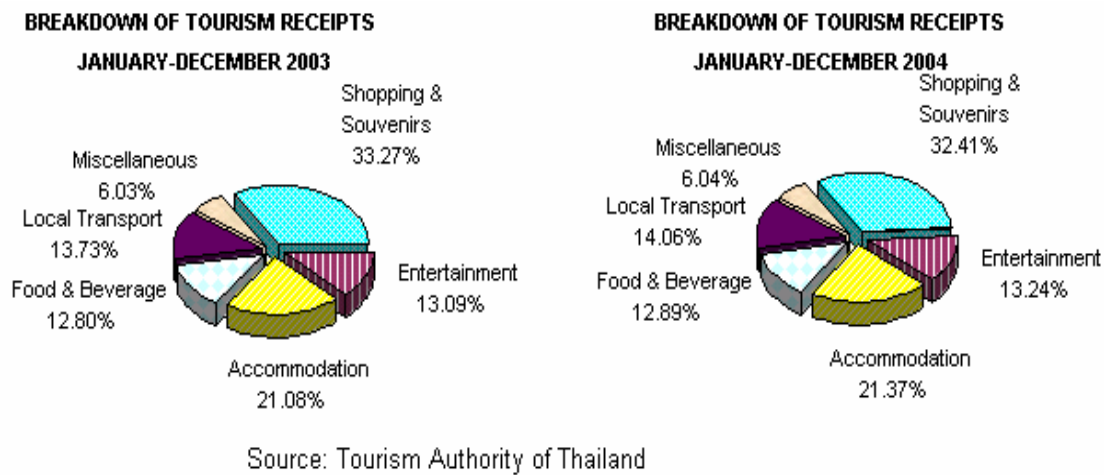 BREAKDOWN OF TOURISM RECEIPTS
JANUARY-DECEMBER 2003
Shopping &
Souvenirs
33.27%
Miscellaneous
6.03%
Local Transport
13.73%
Food & Beverage
12.80%
Entertainment
13.09%
Accommodation
21.08%
BREAKDOWN OF TOURISM RECEIPTS
JANUARY-DECEMBER 2004
Shopping &
Souvenirs
32.41%
Miscellaneous
6.04%
Local Transport
14.06%
Food & Beverage
12.89%
Entertainment
13.24%
Accommodation
21.37%
Source: Tourism Authority of Thailand